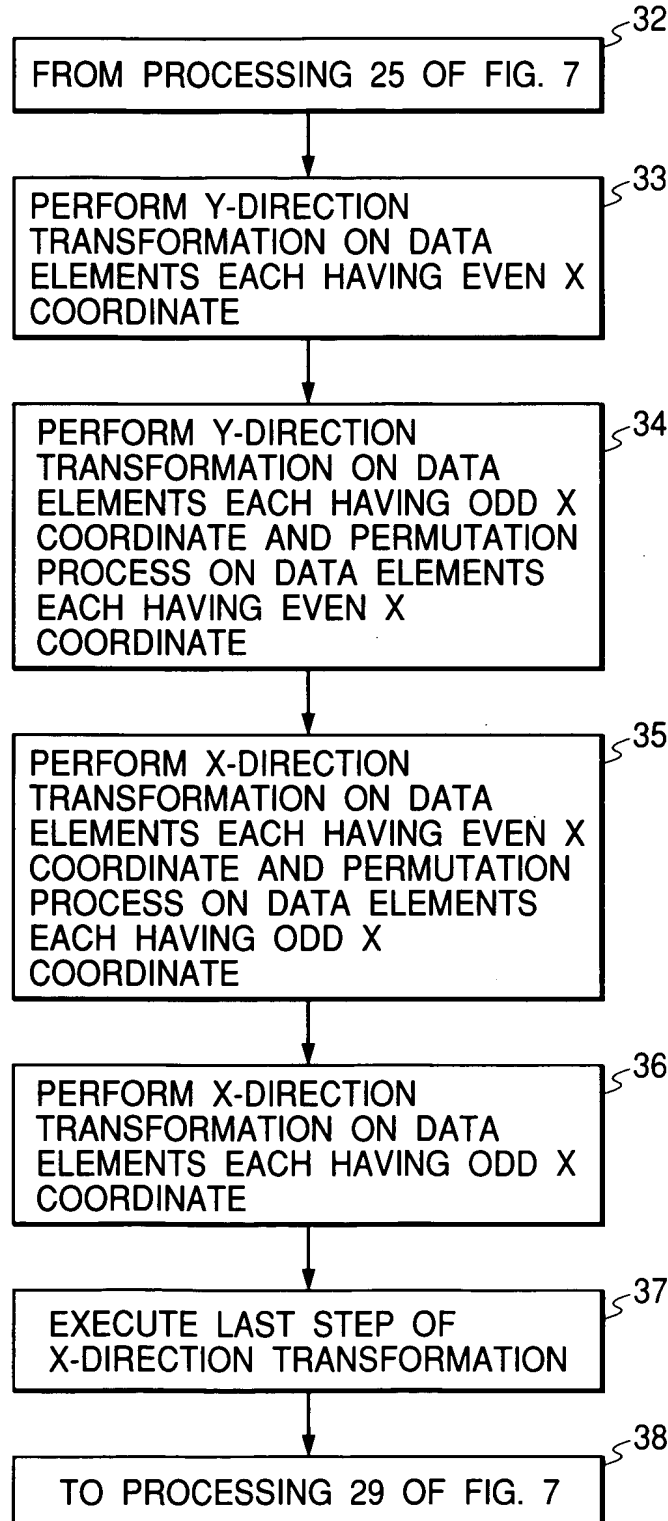 32
FROM PROCESSING 25 OF FIG. 7
33
PERFORM Y-DIRECTION
TRANSFORMATION ON DATA
ELEMENTS EACH HAVING EVEN X
COORDINATE
34
PERFORM Y-DIRECTION
TRANSFORMATION ON DATA
ELEMENTS EACH HAVING ODD X
COORDINATE AND PERMUTATION
PROCESS ON DATA ELEMENTS
EACH HAVING EVEN X
COORDINATE
35
PERFORM X-DIRECTION
TRANSFORMATION ON DATA
ELEMENTS EACH HAVING EVEN X
COORDINATE AND PERMUTATION
PROCESS ON DATA ELEMENTS
EACH HAVING ODD X
COORDINATE
36
PERFORM X-DIRECTION
TRANSFORMATION ON DATA
ELEMENTS EACH HAVING ODD X
COORDINATE
37
EXECUTE LAST STEP OF
X-DIRECTION TRANSFORMATION
38
TO PROCESSING 29 OF FIG. 7